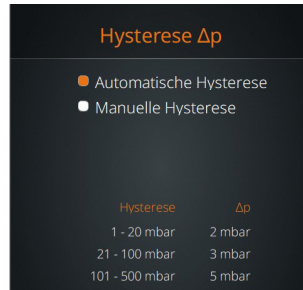 Hysterese Δp
Automatische Hysterese
Manuelle Hysterese
Hysterese Δp
1 - 20 mbar 2 mbar
21 - 100 mbar 3 mbar
101 - 500 mbar 5 mbar